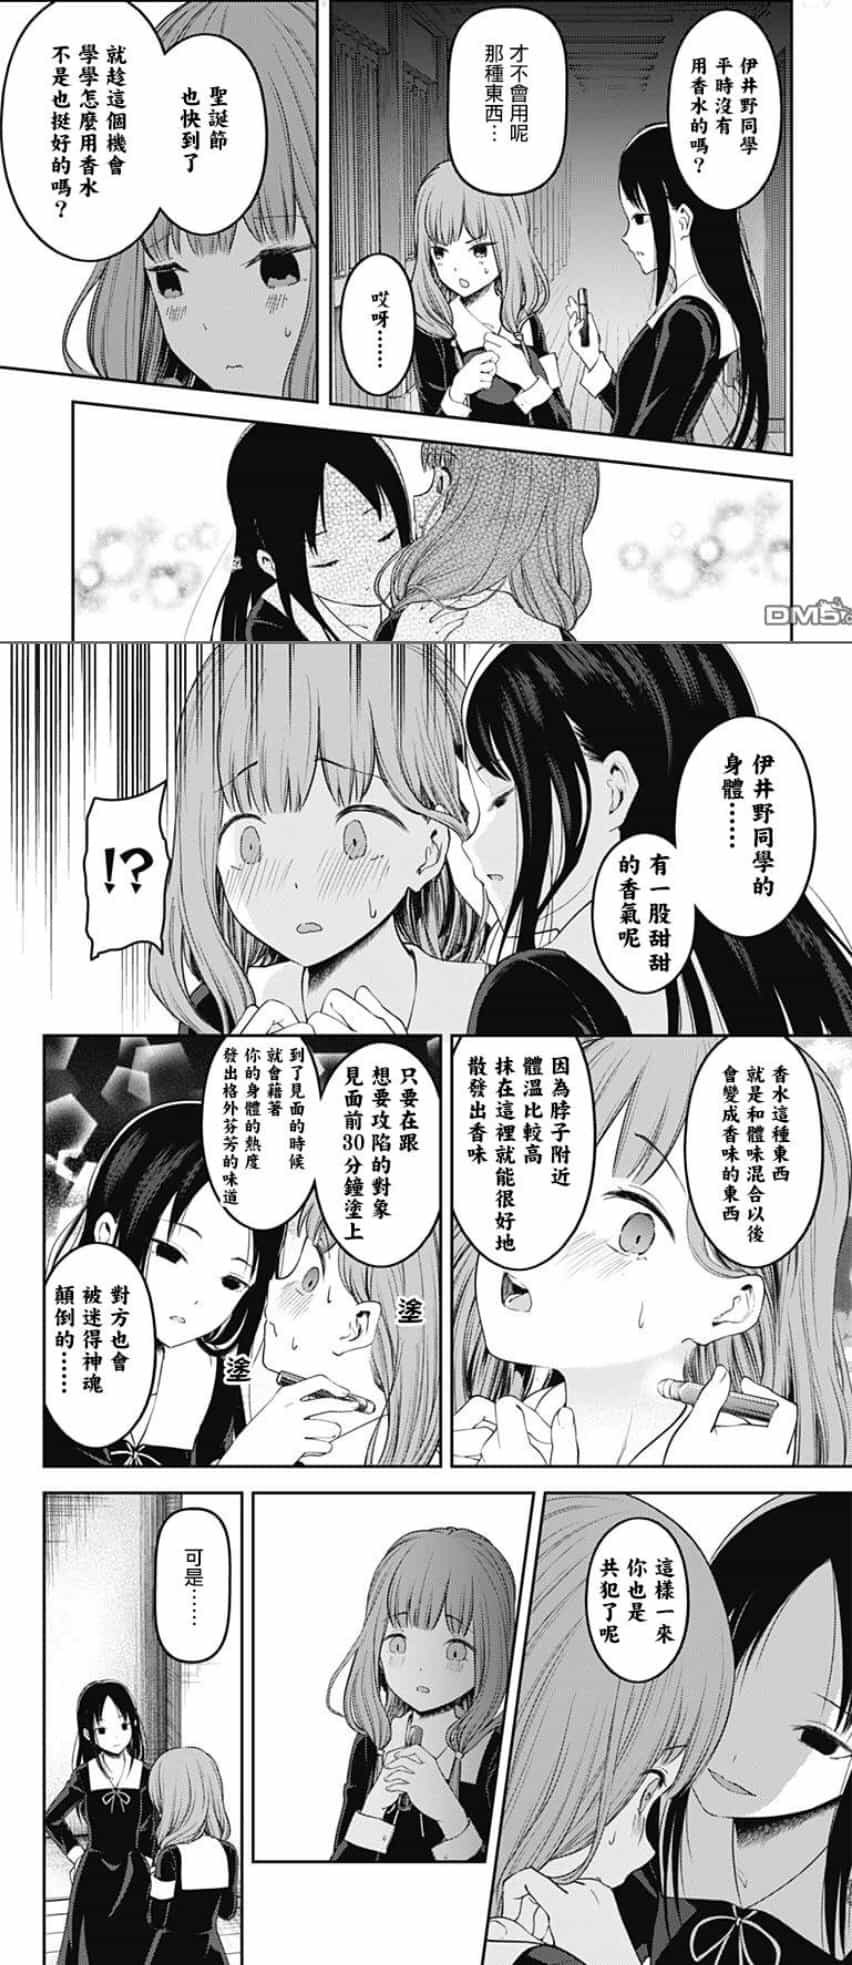 伊井野同學
平時沒有
用香水的嗎？
才不會用呢
那種東西…
哎呀……
聖誕節
也快到了
就趁這個機會
學學怎麼用香水
不是也挺好的嗎？
DM5
伊井野同學的
身體……
有一股甜甜
的香氣呢
!?
香水這種東西
就是和體味混合以後
會變成香味的東西
因為脖子附近
體溫比較高
抹在這裡就能很好地
散發出香味
只要在跟
想要攻陷的對象
見面前30分鐘塗上
到了見面的時候
就會藉著
你的身體的熱度
發出格外芬芳的味道
塗
塗
對方也會
被迷得神魂
顛倒的……
這樣一來
你也是
共犯了呢
可是……